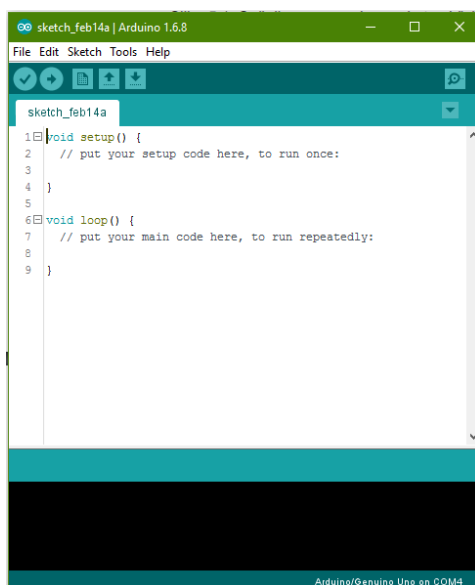 sketch_feb14a | Arduino 1.6.8
File Edit Sketch Tools Help
sketch_feb14a
1 void setup() {
2 // put your setup code here, to run once:
3
4 }
5
6 void loop() {
7 // put your main code here, to run repeatedly:
8
9 }
Arduino/Genuino Uno on COM4